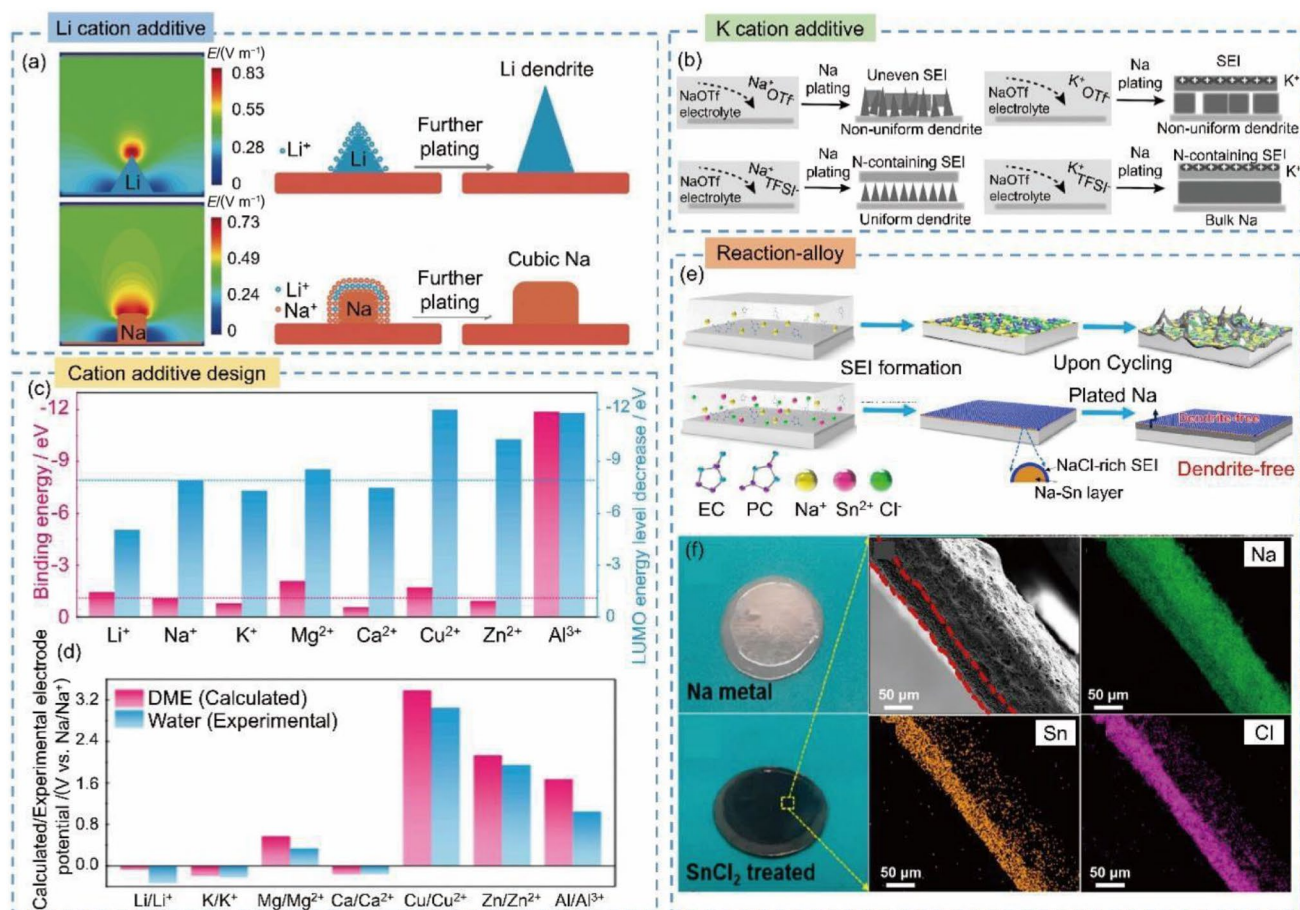 Li cation additive
(a)
E/(V m⁻¹)
0.83
0.55
0.28
0
Li
E/(V m⁻¹)
0.73
0.49
0.24
0
Na
Li⁺
Li
Further
plating
Li dendrite
Li⁺
Na⁺
Na
Further
plating
Cubic Na
K cation additive
(b)
NaOTf
electrolyte
Na⁺
OTf⁻
Na
plating
Uneven SEI
Non-uniform dendrite
NaOTf
electrolyte
K⁺
OTf⁻
Na
plating
SEI
K⁺
Non-uniform dendrite
NaOTf
electrolyte
Na⁺
TFSI⁻
Na
plating
N-containing SEI
Uniform dendrite
NaOTf
electrolyte
K⁺
TFSI⁻
Na
plating
N-containing SEI
K⁺
Bulk Na
Cation additive design
(c)
Binding energy / eV
-12
-9
-6
-3
0
LUMO energy level decrease / eV
-12
-9
-6
-3
0
Li⁺ Na⁺ K⁺ Mg²⁺ Ca²⁺ Cu²⁺ Zn²⁺ Al³⁺
(d)
Calculated/Experimental electrode
potential /(V vs. Na/Na⁺)
3.2
2.4
1.6
0.8
0.0
DME (Calculated)
Water (Experimental)
Li/Li⁺ K/K⁺ Mg/Mg²⁺ Ca/Ca²⁺ Cu/Cu²⁺ Zn/Zn²⁺ Al/Al³⁺
Reaction-alloy
(e)
SEI formation
Upon Cycling
Plated Na
Dendrite-free
NaCl-rich SEI
Na-Sn layer
Dendrite-free
EC PC Na⁺ Sn²⁺ Cl⁻
(f)
Na metal
50 µm
Na
50 µm
SnCl₂ treated
Sn
50 µm
Cl
50 µm